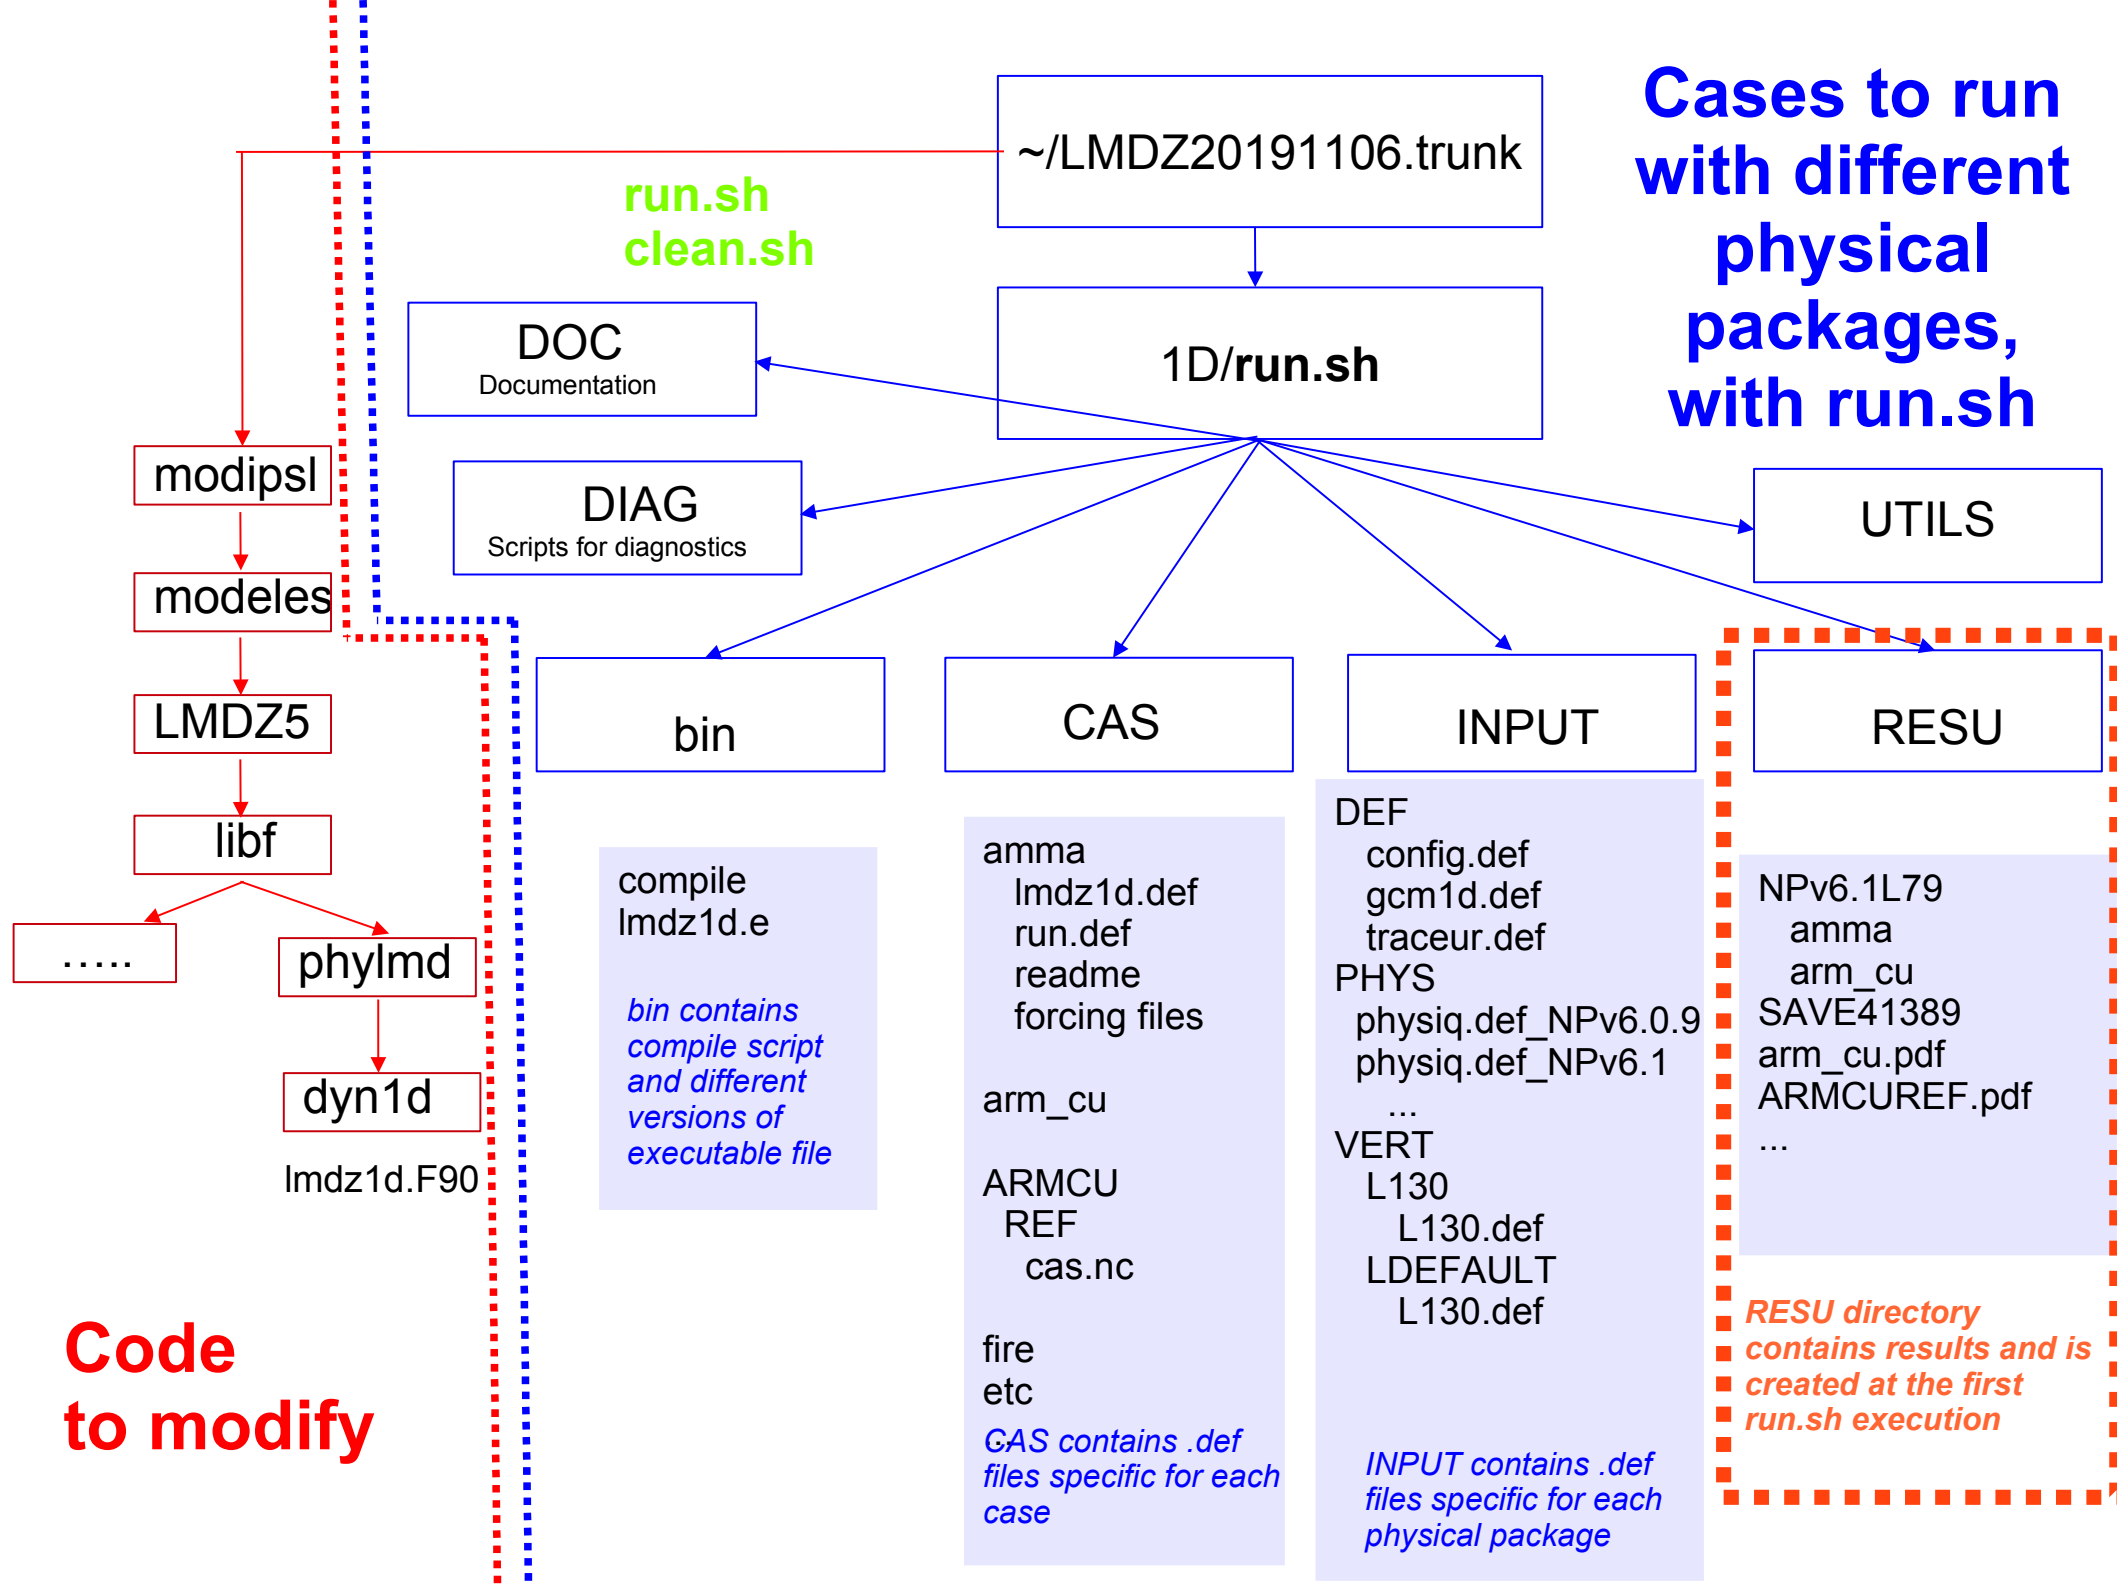 ~/LMDZ20191106.trunk
Cases to run
with different
physical
packages,
with run.sh
run.sh
clean.sh
DOC
Documentation
1D/run.sh
DIAG
Scripts for diagnostics
UTILS
modipsl
modeles
LMDZ5
libf
…..
phylmd
dyn1d
lmdz1d.F90
Code
to modify
bin
compile
lmdz1d.e
bin contains
compile script
and different
versions of
executable file
CAS
amma
lmdz1d.def
run.def
readme
forcing files
arm_cu
ARMCU
REF
cas.nc
fire
etc
...
CAS contains .def
files specific for each
case
INPUT
DEF
config.def
gcm1d.def
traceur.def
PHYS
physiq.def_NPv6.0.9
physiq.def_NPv6.1
...
VERT
L130
L130.def
LDEFAULT
L130.def
INPUT contains .def
files specific for each
physical package
RESU
NPv6.1L79
amma
arm_cu
SAVE41389
arm_cu.pdf
ARMCUREF.pdf
...
RESU directory
contains results and is
created at the first
run.sh execution